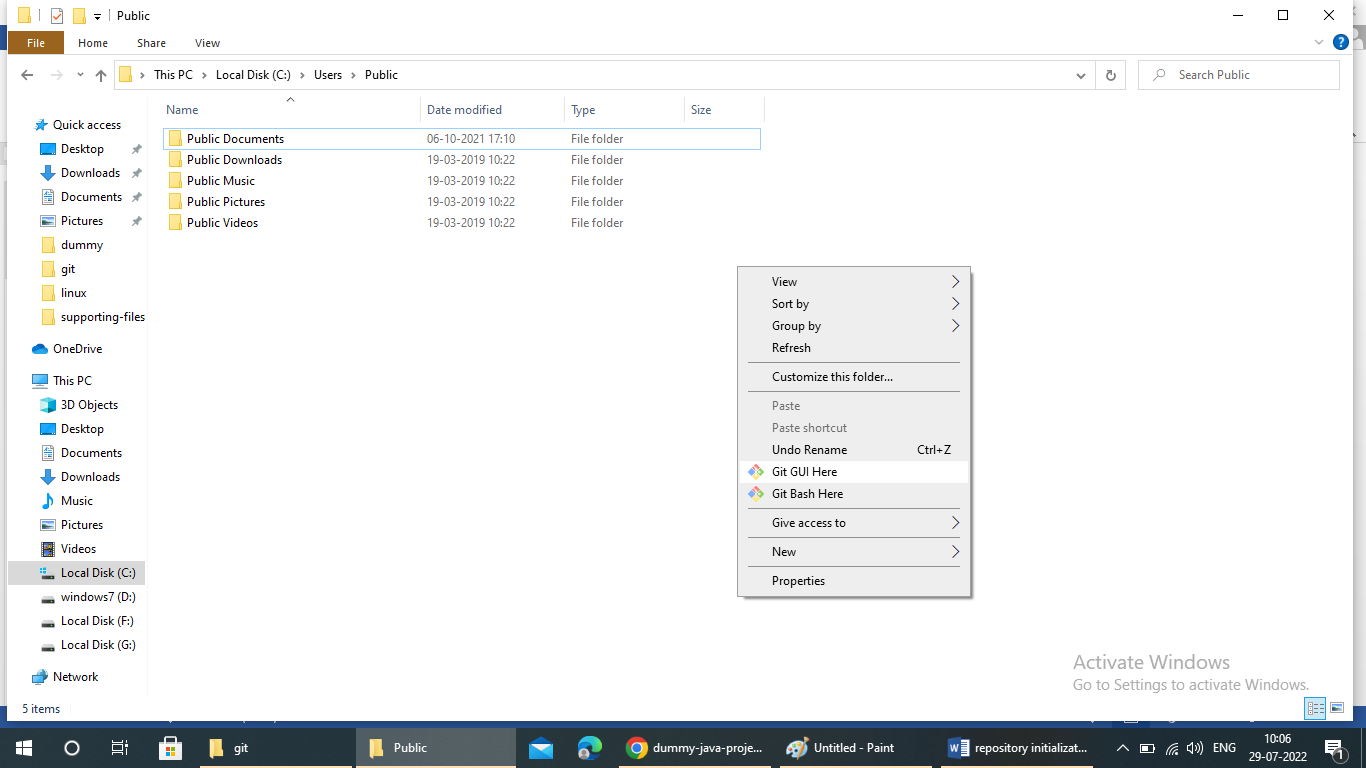 Public
File Home Share View
This PC Local Disk (C:) Users Public
Search Public
Name Date modified Type Size
Public Documents 06-10-2021 17:10 File folder
Public Downloads 19-03-2019 10:22 File folder
Public Music 19-03-2019 10:22 File folder
Public Pictures 19-03-2019 10:22 File folder
Public Videos 19-03-2019 10:22 File folder
Quick access
Desktop
Downloads
Documents
Pictures
dummy
git
linux
supporting-files
OneDrive
This PC
3D Objects
Desktop
Documents
Downloads
Music
Pictures
Videos
Local Disk (C:)
windows7 (D:)
Local Disk (F:)
Local Disk (G:)
Network
View
Sort by
Group by
Refresh
Customize this folder...
Paste
Paste shortcut
Undo Rename Ctrl+Z
Git GUI Here
Git Bash Here
Give access to
New
Properties
Activate Windows
Go to Settings to activate Windows.
5 items
git
Public
dummy-java-proje...
Untitled - Paint
repository initializat...
ENG
10:06
29-07-2022
1